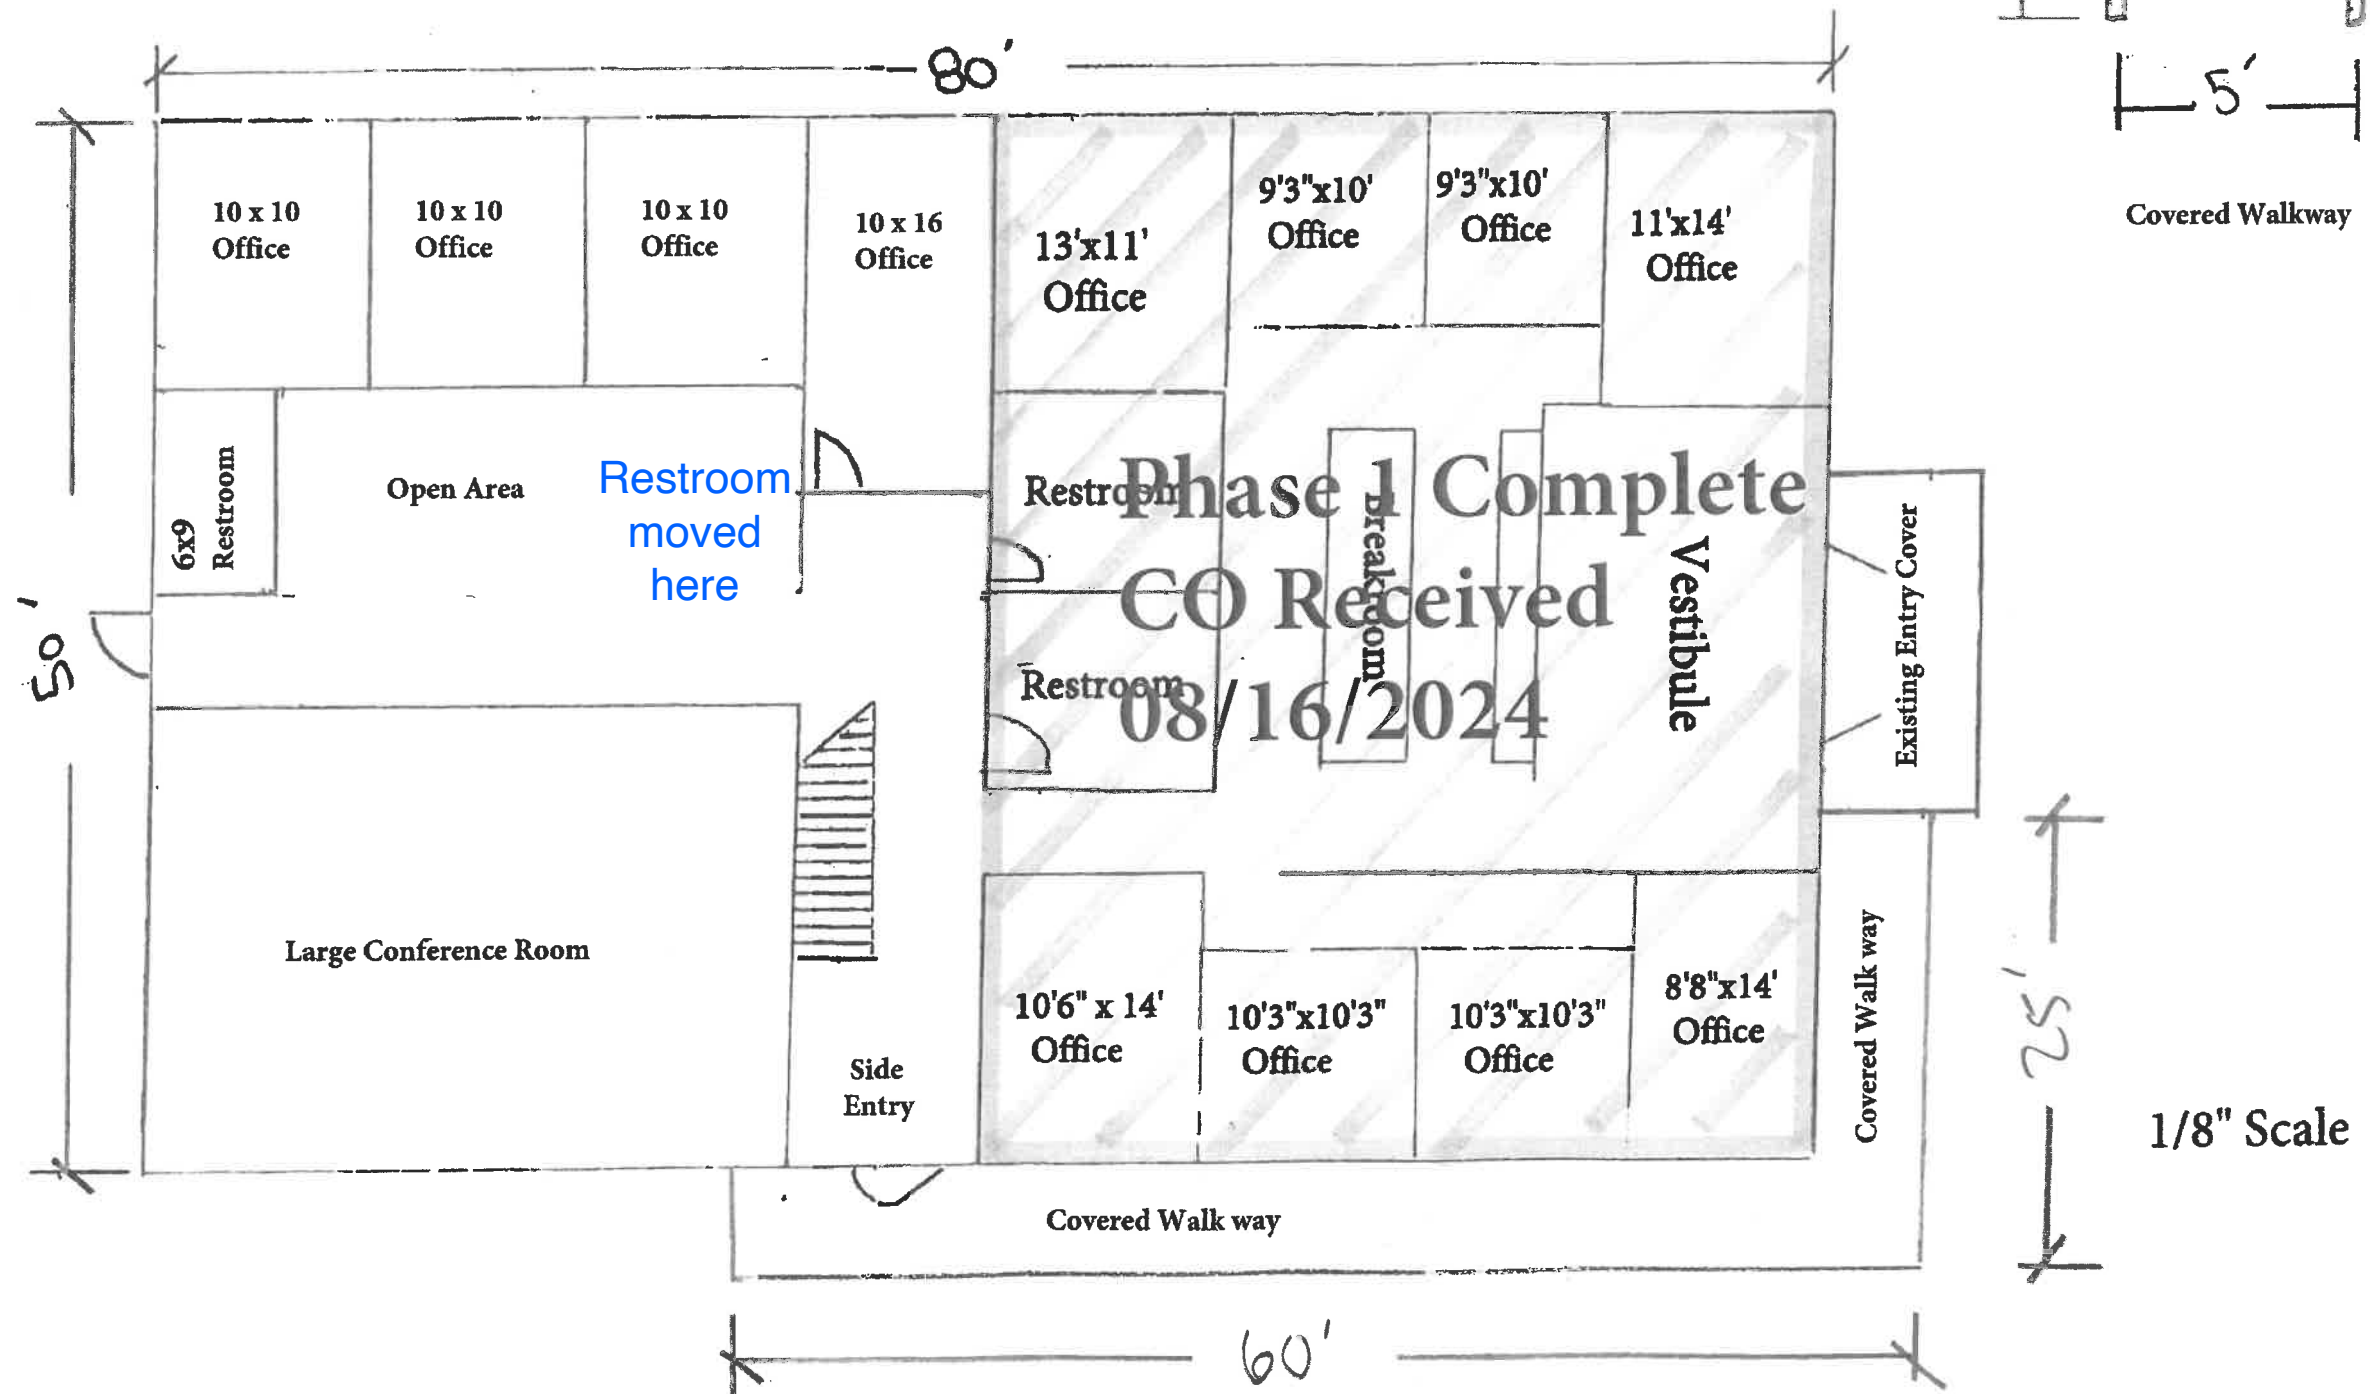 80'
5'
Covered Walkway
10 x 10
Office
10 x 10
Office
10 x 10
Office
10 x 16
Office
13'x11'
Office
9'3"x10'
Office
9'3"x10'
Office
11'x14'
Office
6x9
Restroom
Open Area
Restroom
moved
here
Restroom
Restroom
Breakroom
Phase 1 Complete
CO Received
08/16/2024
Vestibule
Existing Entry Cover
50'
Large Conference Room
Side
Entry
10'6" x 14'
Office
10'3"x10'3"
Office
10'3"x10'3"
Office
8'8"x14'
Office
Covered Walk way
25'
1/8" Scale
Covered Walk way
60'